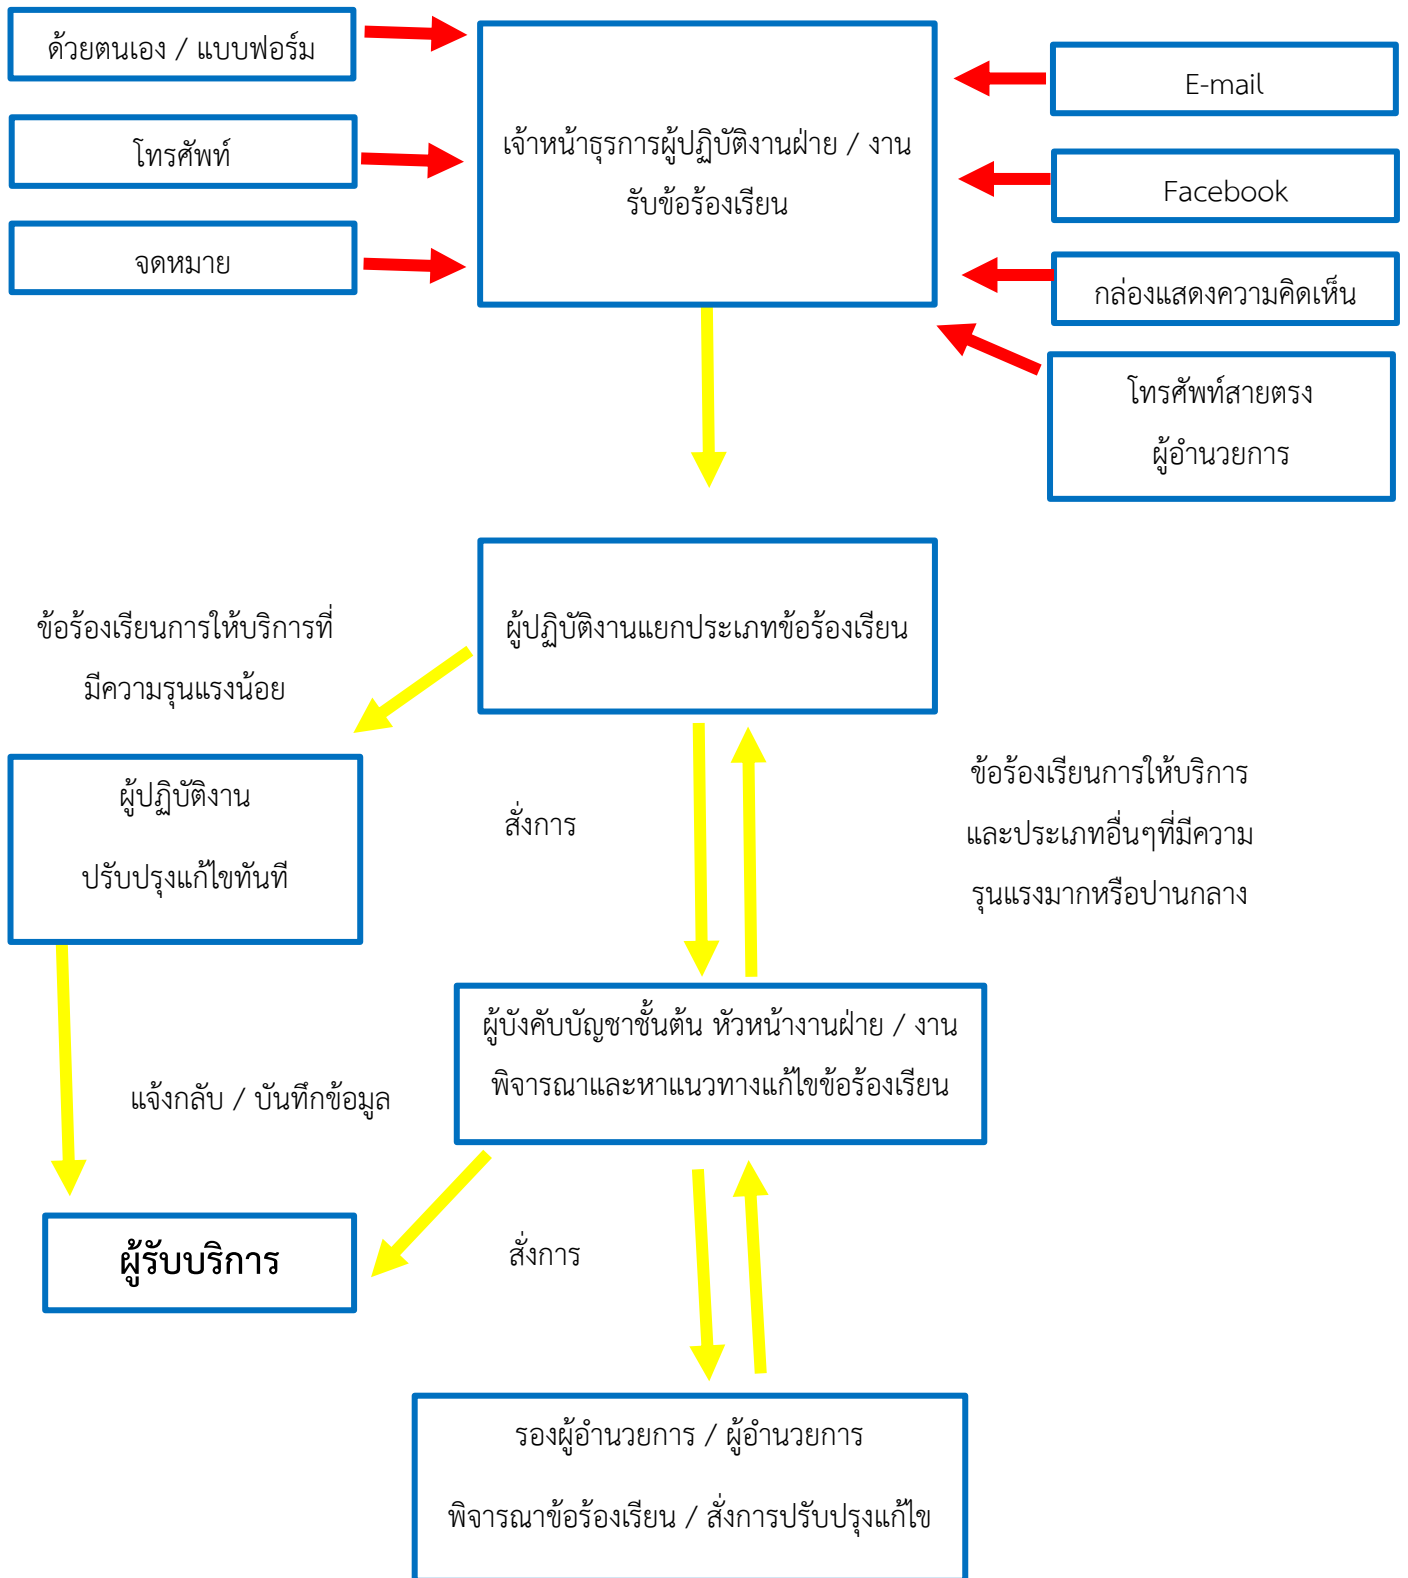 ด้วยตนเอง / แบบฟอร์ม
โทรศัพท์
จดหมาย
เจ้าหน้าธุรการผู้ปฏิบัติงานฝ่าย / งาน
รับข้อร้องเรียน
E-mail
Facebook
กล่องแสดงความคิดเห็น
โทรศัพท์สายตรง
ผู้อำนวยการ
ผู้ปฏิบัติงานแยกประเภทข้อร้องเรียน
ข้อร้องเรียนการให้บริการที่
มีความรุนแรงน้อย
ผู้ปฏิบัติงาน
ปรับปรุงแก้ไขทันที
สั่งการ
ข้อร้องเรียนการให้บริการ
และประเภทอื่นๆที่มีความ
รุนแรงมากหรือปานกลาง
ผู้บังคับบัญชาชั้นต้น หัวหน้างานฝ่าย / งาน
พิจารณาและหาแนวทางแก้ไขข้อร้องเรียน
แจ้งกลับ / บันทึกข้อมูล
ผู้รับบริการ
สั่งการ
รองผู้อำนวยการ / ผู้อำนวยการ
พิจารณาข้อร้องเรียน / สั่งการปรับปรุงแก้ไข